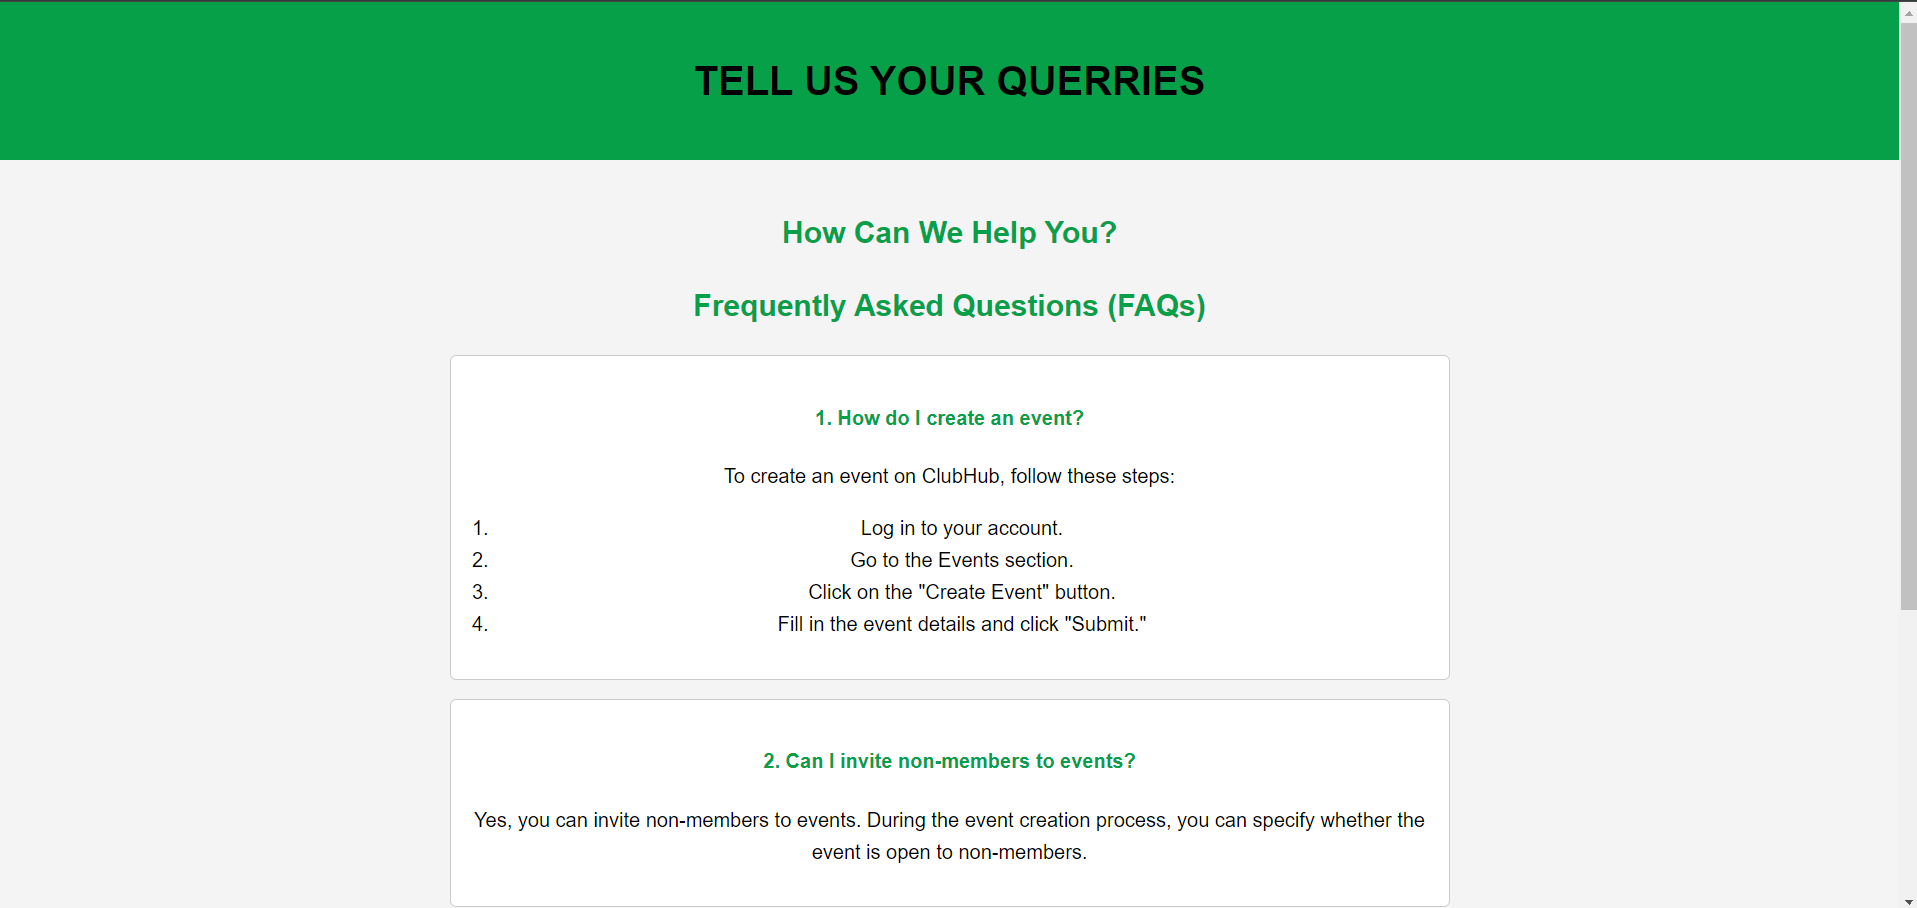 TELL US YOUR QUERRIES
How Can We Help You?
Frequently Asked Questions (FAQs)
1. How do I create an event?
To create an event on ClubHub, follow these steps:
1. Log in to your account.
2. Go to the Events section.
3. Click on the "Create Event" button.
4. Fill in the event details and click "Submit."
2. Can I invite non-members to events?
Yes, you can invite non-members to events. During the event creation process, you can specify whether the
event is open to non-members.